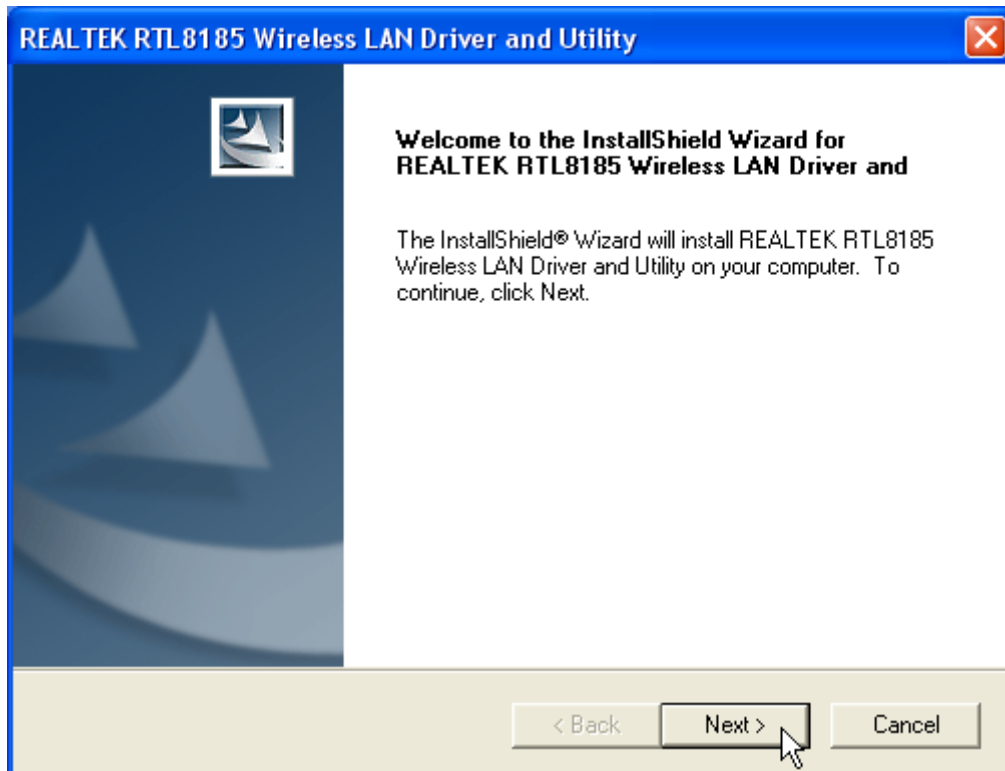 REALTEK RTL8185 Wireless LAN Driver and Utility
Welcome to the InstallShield Wizard for
REALTEK RTL8185 Wireless LAN Driver and
The InstallShield® Wizard will install REALTEK RTL8185
Wireless LAN Driver and Utility on your computer.  To
continue, click Next.
< Back
Next >
Cancel